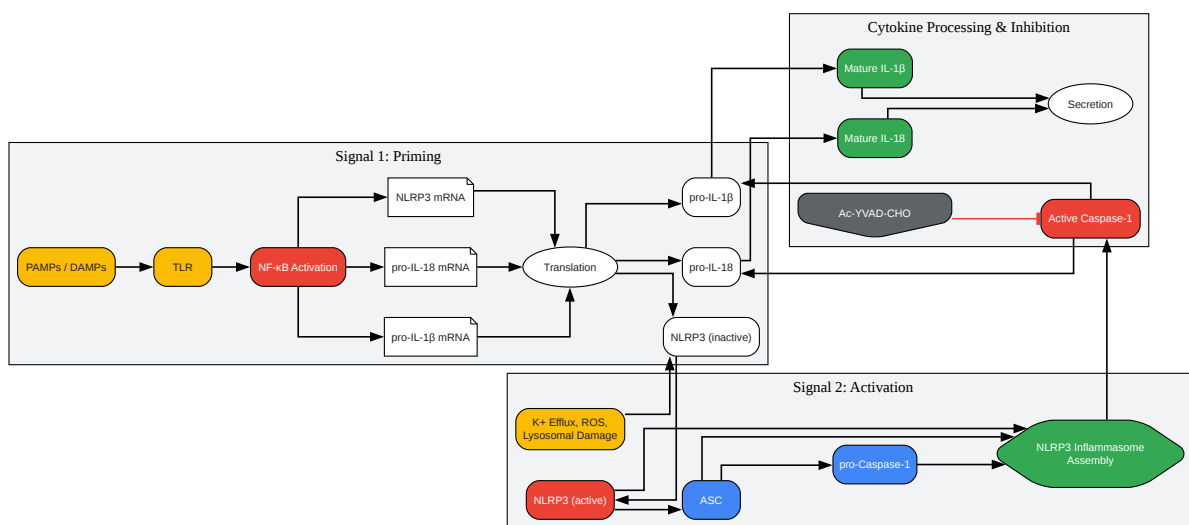 Cytokine Processing & Inhibition
Mature IL-1β
Secretion
Mature IL-18
Ac-YVAD-CHO
Active Caspase-1
Signal 1: Priming
NLRP3 mRNA
pro-IL-1β
PAMPs / DAMPs
TLR
NF-κB Activation
pro-IL-18 mRNA
Translation
pro-IL-18
pro-IL-1β mRNA
NLRP3 (inactive)
Signal 2: Activation
K+ Efflux, ROS,
Lysosomal Damage
NLRP3 (active)
ASC
pro-Caspase-1
NLRP3 Inflammasome
Assembly